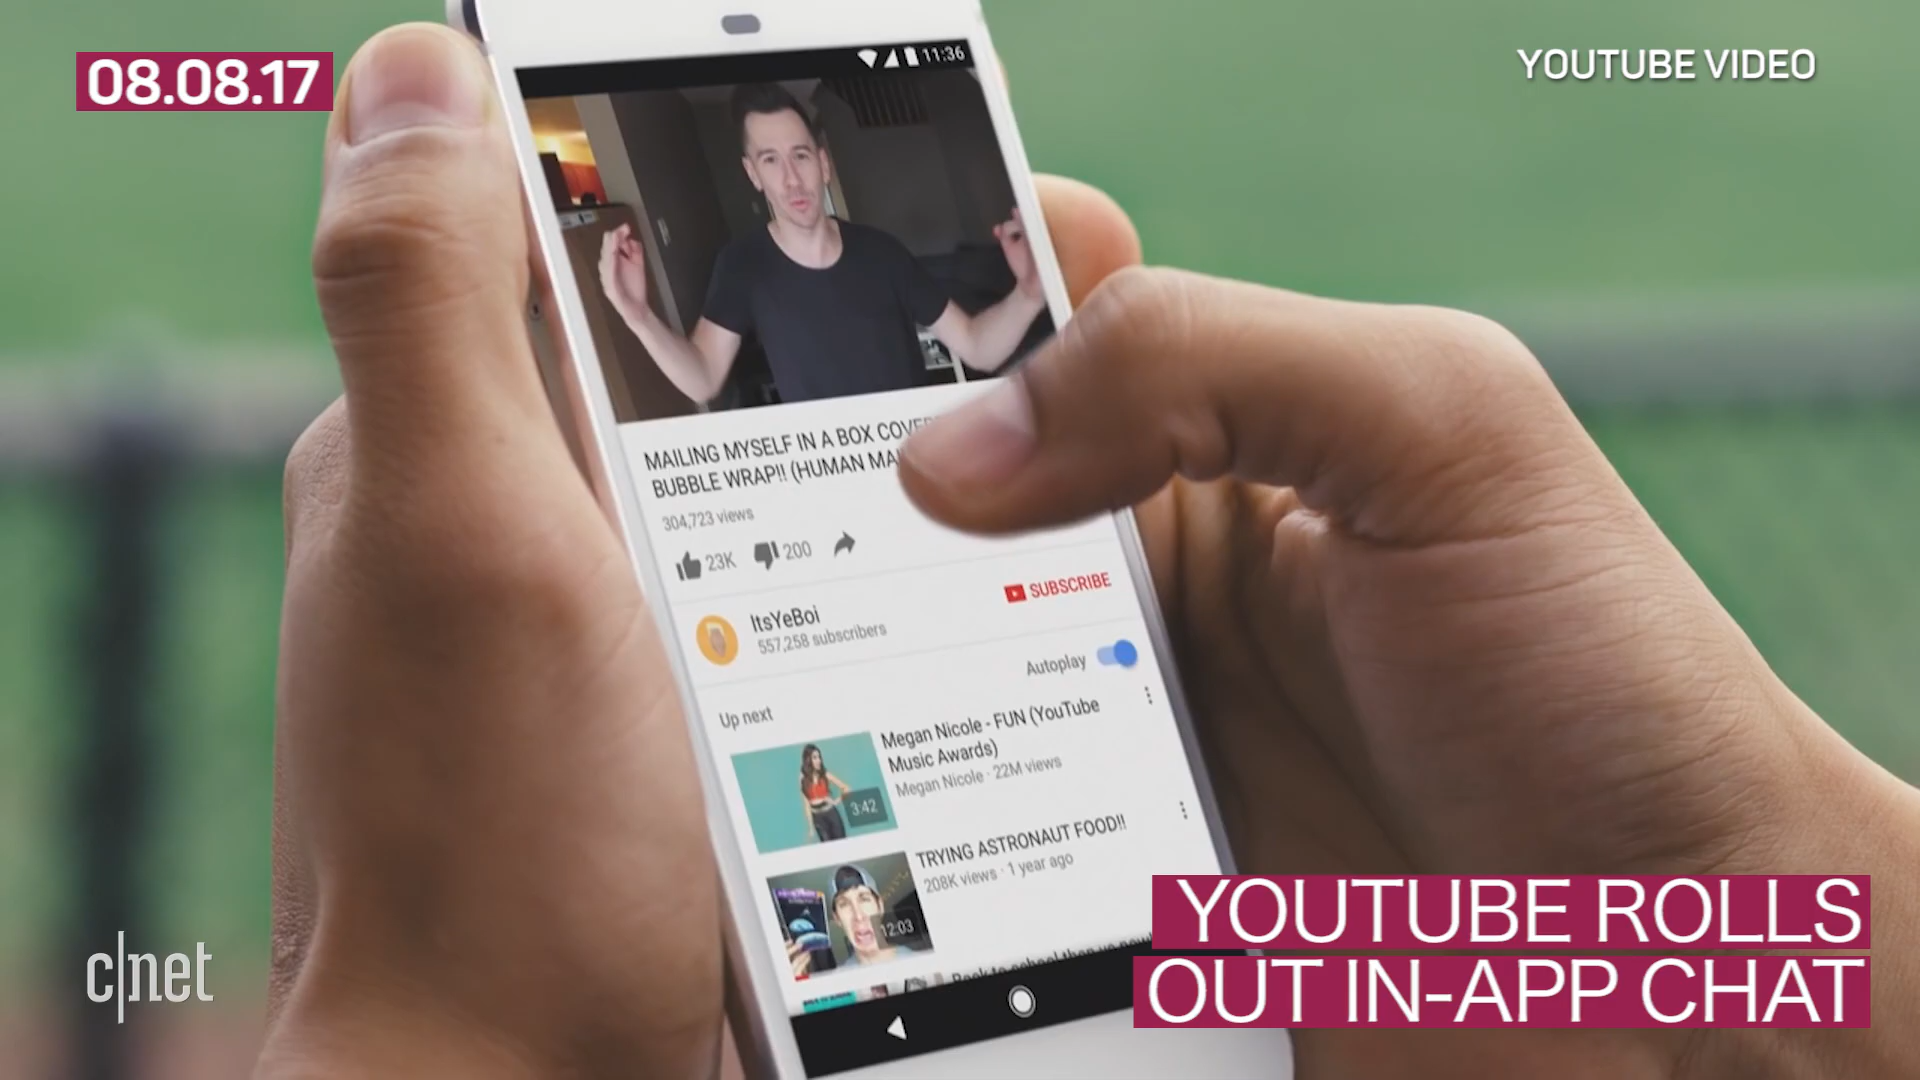 08.08.17
YOUTUBE VIDEO
11:36
MAILING MYSELF IN A BOX
BUBBLE WRAP!! (HUMAN
304,723 views
23K 200
ItsYeBoi
557,258 subscribers
SUBSCRIBE
Autoplay
Up next
Megan Nicole - FUN (YouTube
Music Awards)
Megan Nicole · 22M views
3:42
TRYING ASTRONAUT FOOD!!
208K views · 1 year ago
12:03
c|net
YOUTUBE ROLLS
OUT IN-APP CHAT